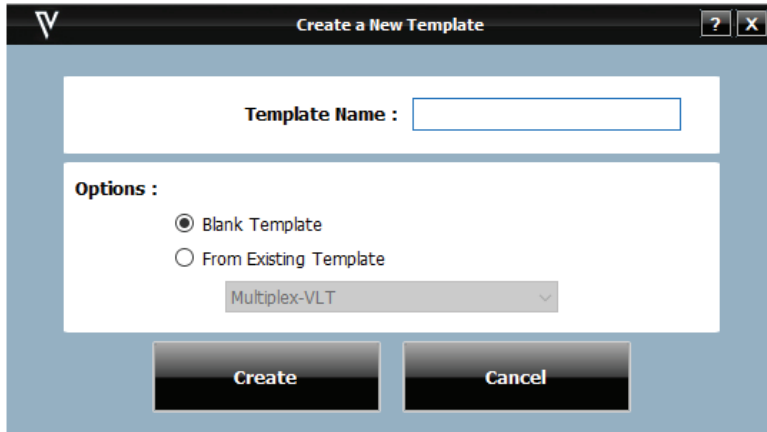 Create a New Template
? X
Template Name :
Options :
Blank Template
From Existing Template
Multiplex-VLT
Create Cancel